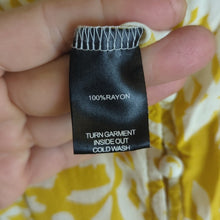 100%RAYON
TURN GARMENT
INSIDE OUT
COLD WASH